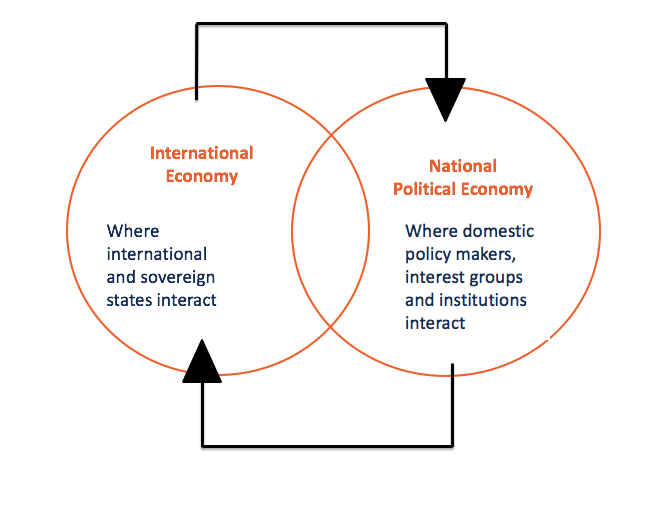 International
Economy
Where
international
and sovereign
states interact
National
Political Economy
Where domestic
policy makers,
interest groups
and institutions
interact